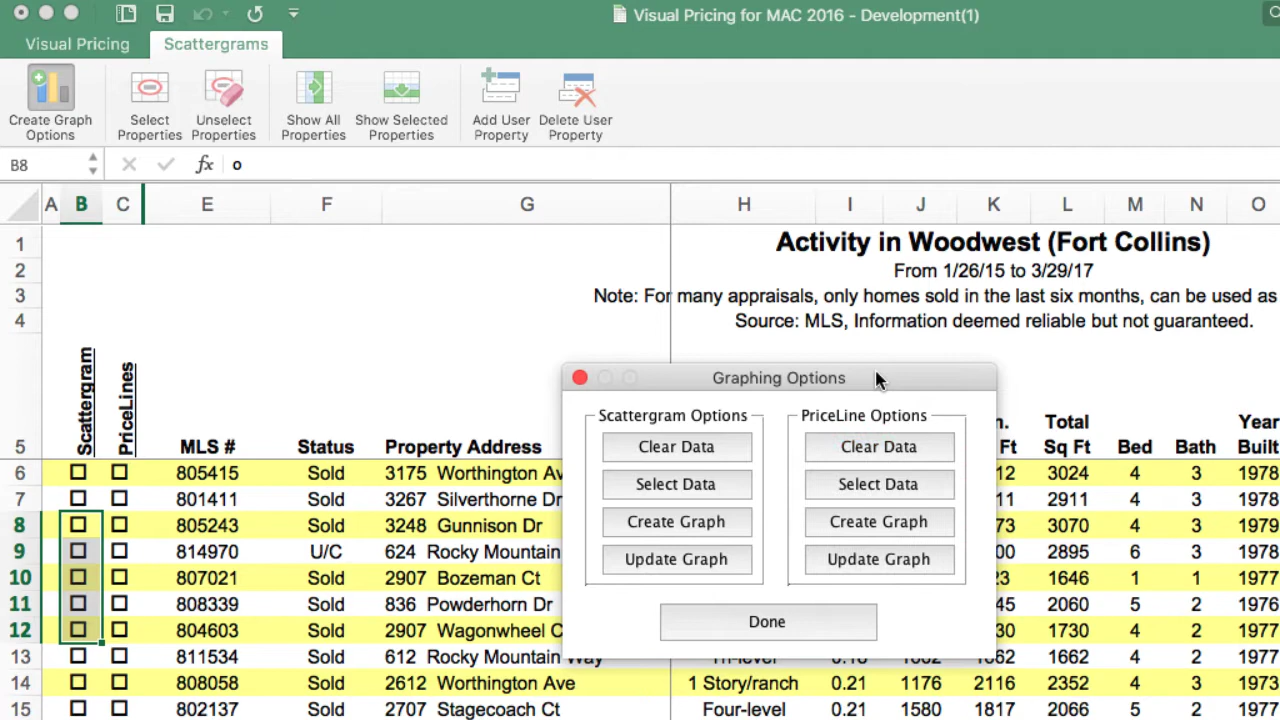 Visual Pricing for MAC 2016 - Development(1)
Visual Pricing
Scattergrams
Create Graph
Options
Select
Properties
Unselect
Properties
Show All
Properties
Show Selected
Properties
Add User
Property
Delete User
Property
B8
fx
o
A B C E F G H I J K L M N O
1 Activity in Woodwest (Fort Collins)
2 From 1/26/15 to 3/29/17
3 Note: For many appraisals, only homes sold in the last six months, can be used as
4 Source: MLS, Information deemed reliable but not guaranteed.
Scattergram
PriceLines
Total Year
5 MLS # Status Property Address Ft Sq Ft Bed Bath Built
6 805415 Sold 3175 Worthington Av 12 3024 4 3 1978
7 801411 Sold 3267 Silverthorne Dr 11 2911 4 3 1978
8 805243 Sold 3248 Gunnison Dr 73 3070 4 3 1979
9 814970 U/C 624 Rocky Mountain 00 2895 6 3 1978
10 807021 Sold 2907 Bozeman Ct 23 1646 1 1 1977
11 808339 Sold 836 Powderhorn Dr 45 2060 5 2 1976
12 804603 Sold 2907 Wagonwheel C 30 1730 4 2 1977
13 811534 Sold 612 Rocky Mountain Way 1662 4 2 1977
14 808058 Sold 2612 Worthington Ave 1 Story/ranch 0.21 1176 2116 2352 4 3 1973
15 802137 Sold 2707 Stagecoach Ct Four-level 0.21 1580 1817 2066 5 2 1977
Graphing Options
Scattergram Options
Clear Data
Select Data
Create Graph
Update Graph
PriceLine Options
Clear Data
Select Data
Create Graph
Update Graph
Done